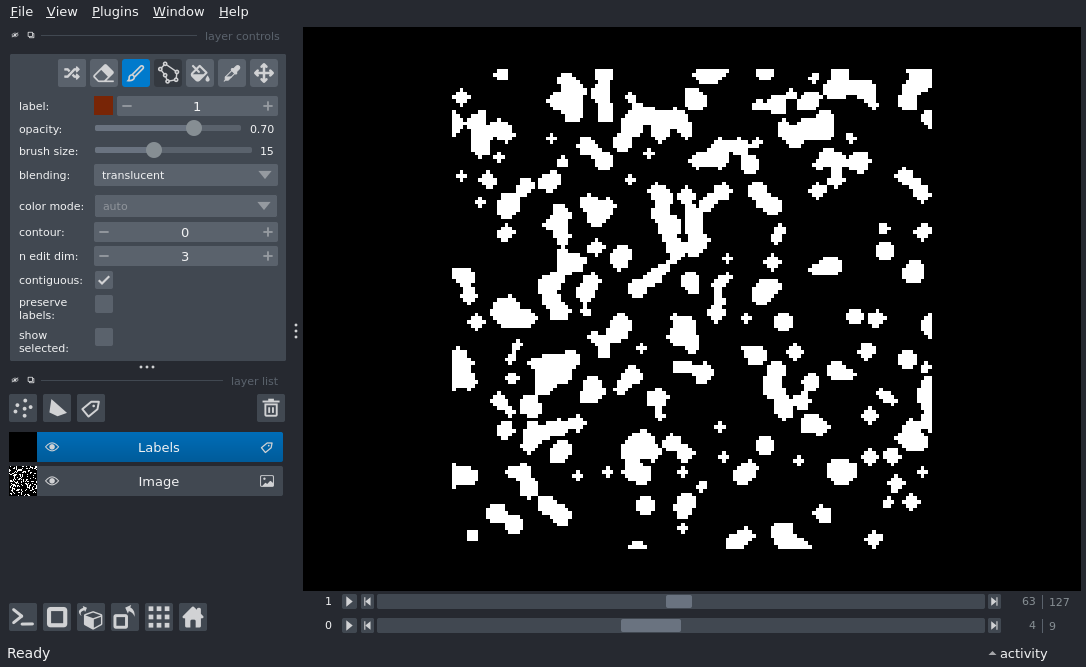 File View Plugins Window Help
layer controls
label: 1
opacity: 0.70
brush size: 15
blending: translucent
color mode: auto
contour: 0
n edit dim: 3
contiguous:
preserve
labels:
show
selected:
layer list
Labels
Image
1 63 127
0 4 9
Ready activity